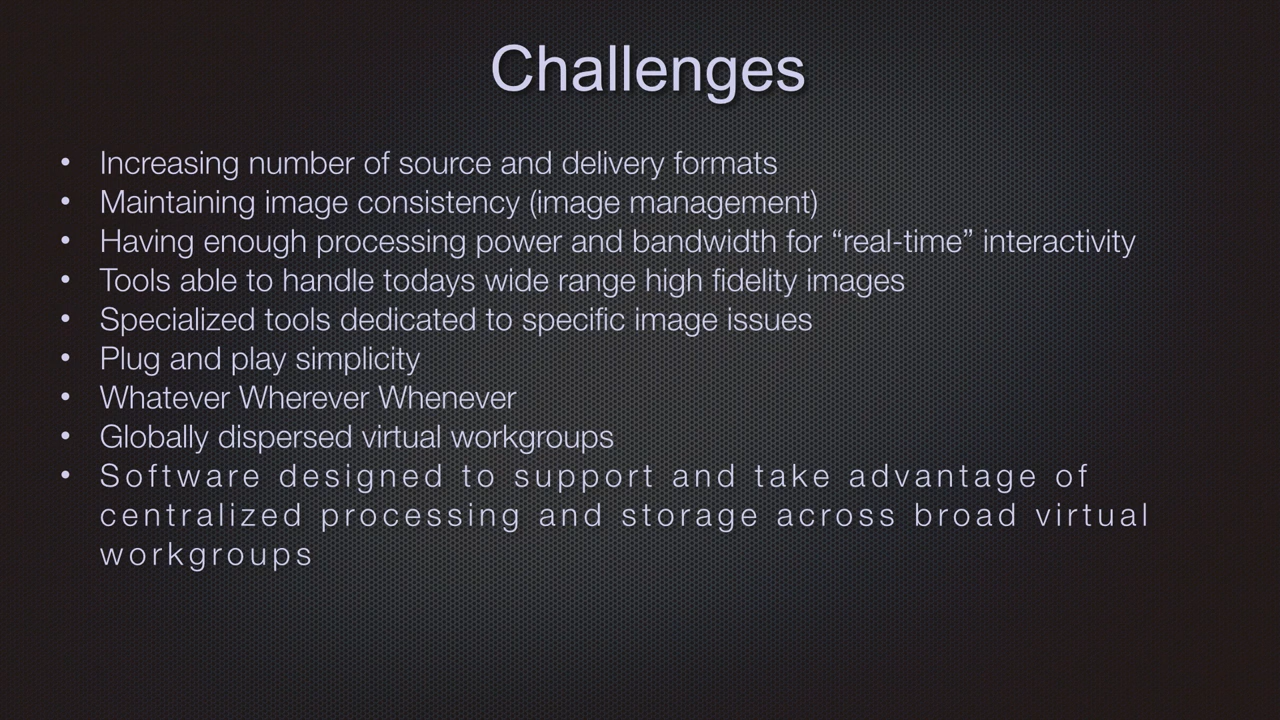 Challenges
• Increasing number of source and delivery formats
• Maintaining image consistency (image management)
• Having enough processing power and bandwidth for “real-time” interactivity
• Tools able to handle todays wide range high fidelity images
• Specialized tools dedicated to specific image issues
• Plug and play simplicity
• Whatever Wherever Whenever
• Globally dispersed virtual workgroups
• Software designed to support and take advantage of
centralized processing and storage across broad virtual
workgroups